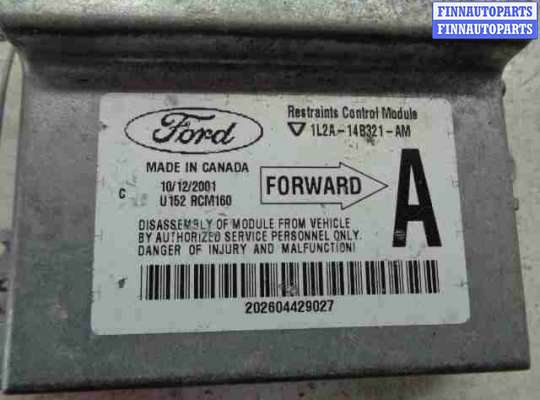 FINNAUTOPARTS
FINNAUTOPARTS
Ford
Restraints Control Module
1L2A-14B321-AM
MADE IN CANADA
C 10/12/2001
U152 RCM160
FORWARD
A
DISASSEMBLY OF MODULE FROM VEHICLE
BY AUTHORIZED SERVICE PERSONNEL ONLY.
DANGER OF INJURY AND MALFUNCTION!
202604429027